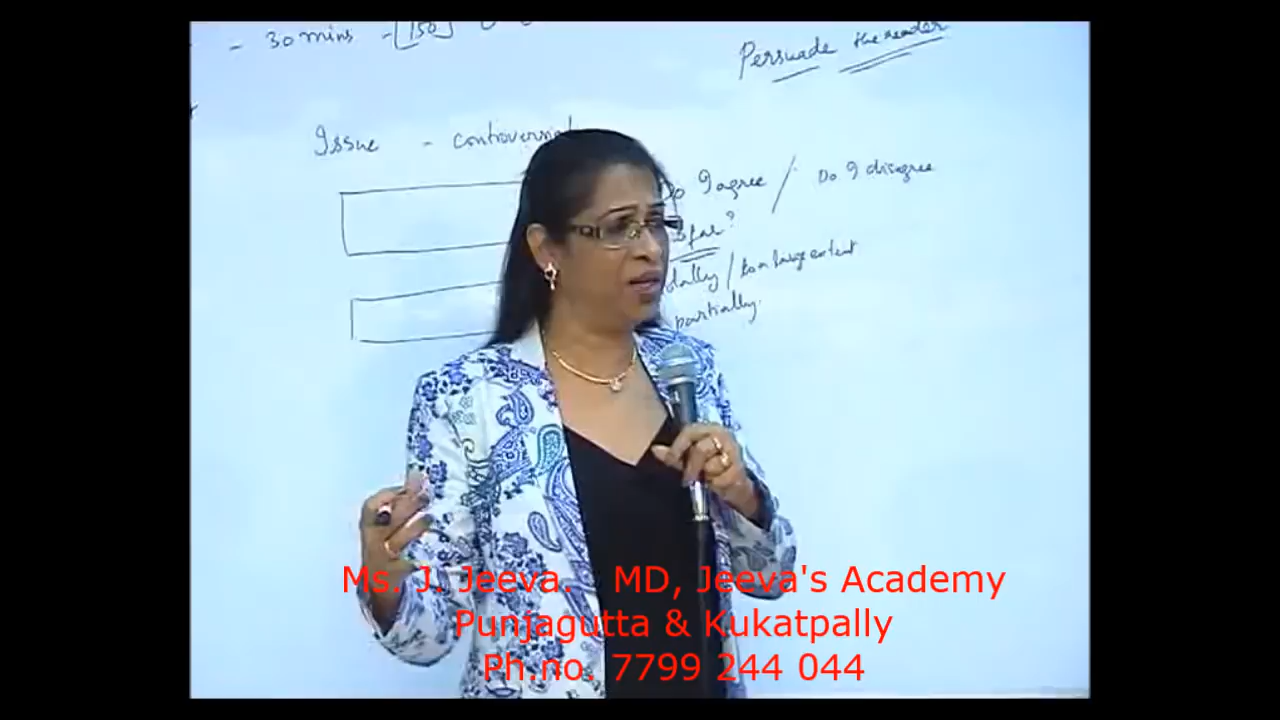 - 30 mins - [150]
Persuade the reader
Issue - controversial
Do I agree / Do I disagree
far?
/ to a large extent
partially.
Ms. J. Jeeva. MD, Jeeva's Academy
Punjagutta & Kukatpally
Ph.no. 7799 244 044